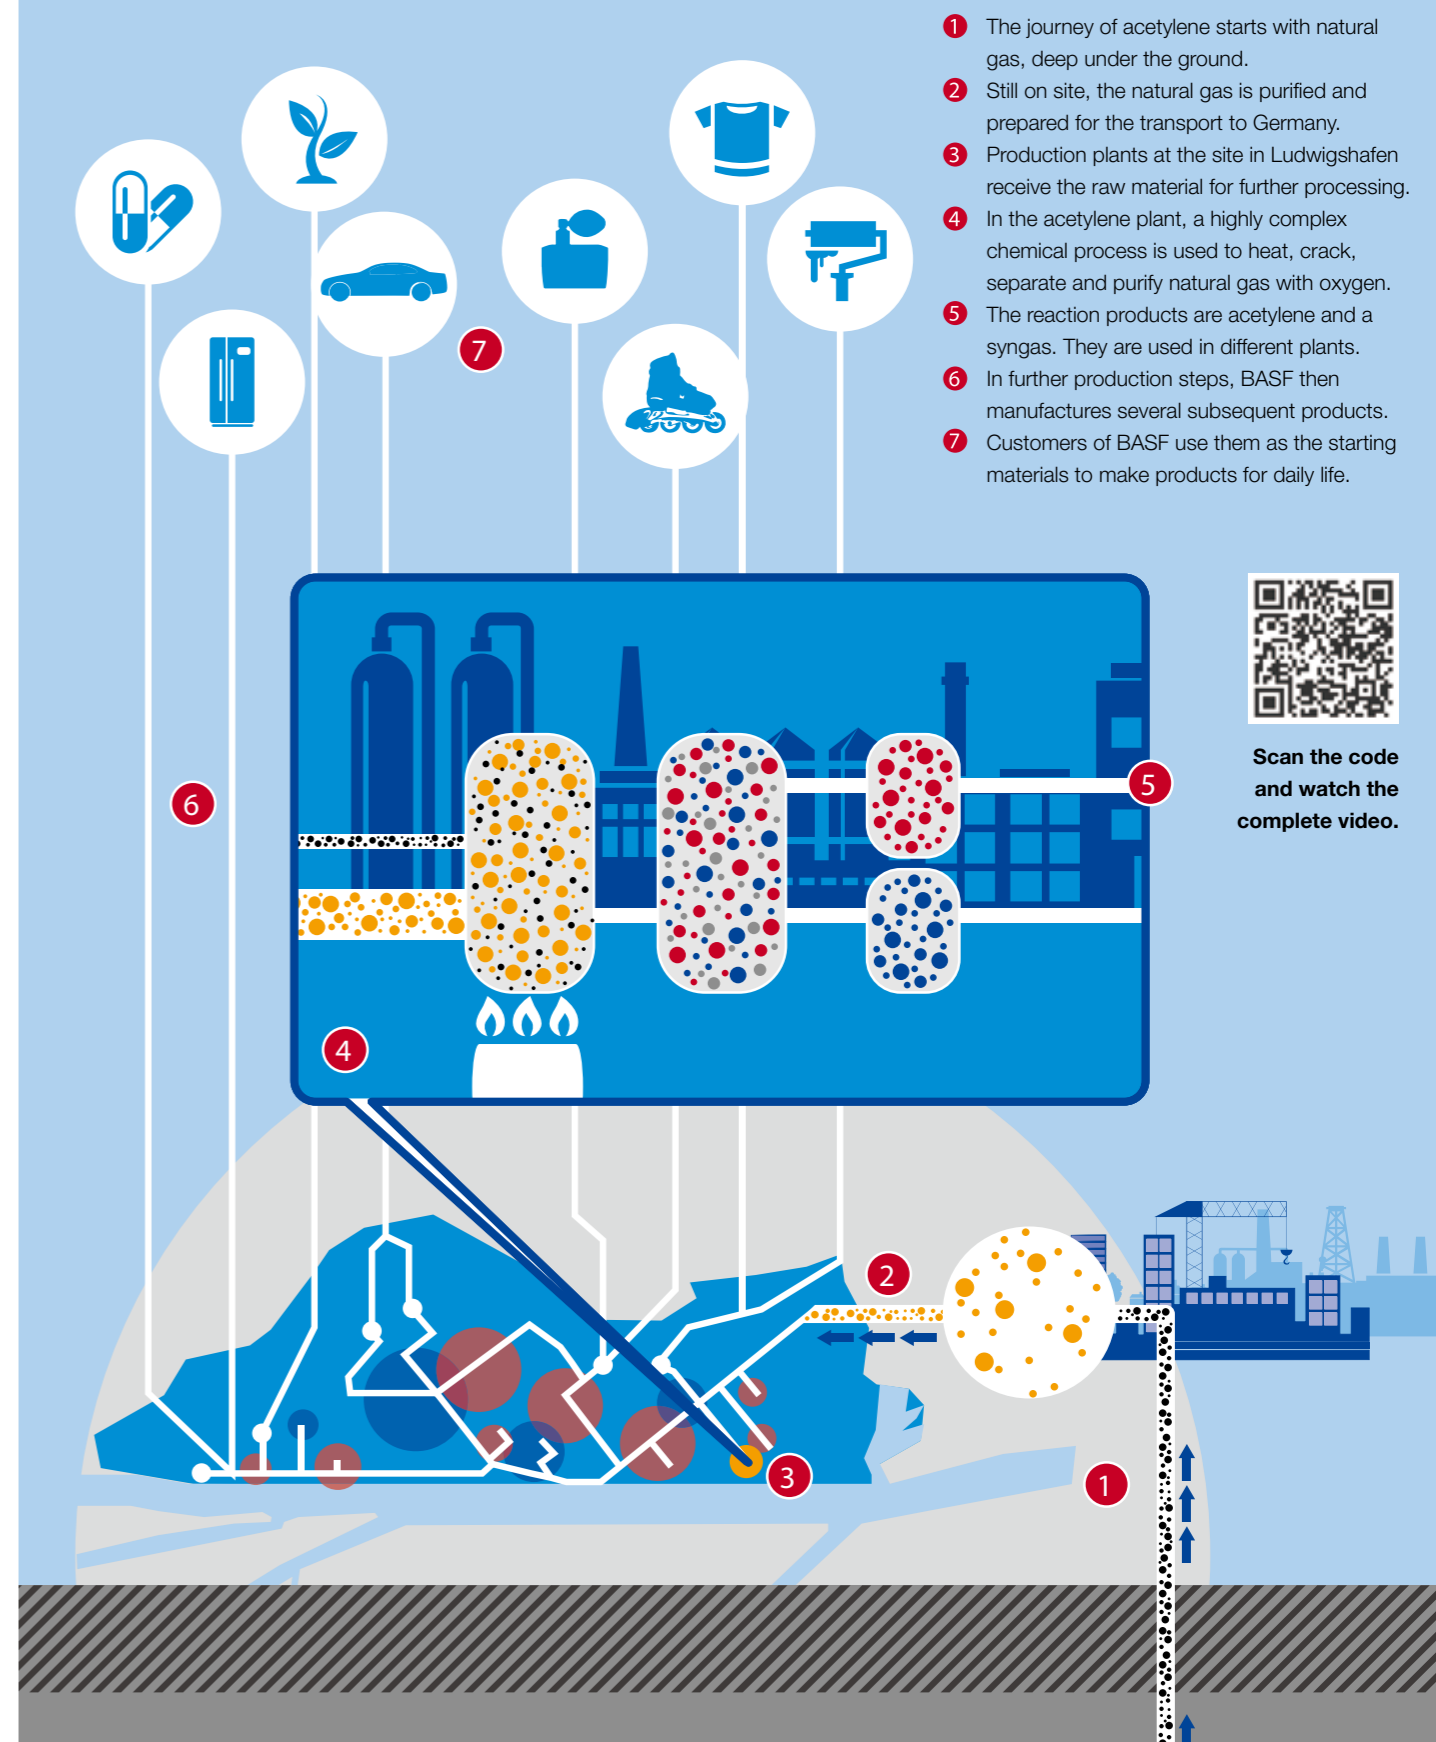 1 The journey of acetylene starts with natural
gas, deep under the ground.
2 Still on site, the natural gas is purified and
prepared for the transport to Germany.
3 Production plants at the site in Ludwigshafen
receive the raw material for further processing.
4 In the acetylene plant, a highly complex
chemical process is used to heat, crack,
separate and purify natural gas with oxygen.
5 The reaction products are acetylene and a
syngas. They are used in different plants.
6 In further production steps, BASF then
manufactures several subsequent products.
7 Customers of BASF use them as the starting
materials to make products for daily life.
7
Scan the code
and watch the
complete video.
5
6
4
2
3
1